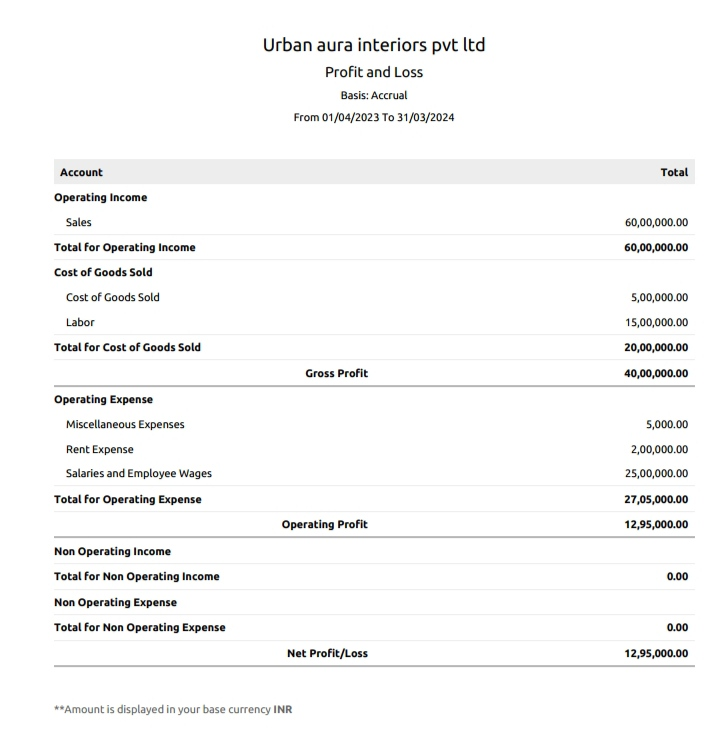 Urban aura interiors pvt ltd
Profit and Loss
Basis: Accrual
From 01/04/2023 To 31/03/2024
Account Total
Operating Income
Sales 60,00,000.00
Total for Operating Income 60,00,000.00
Cost of Goods Sold
Cost of Goods Sold 5,00,000.00
Labor 15,00,000.00
Total for Cost of Goods Sold 20,00,000.00
Gross Profit 40,00,000.00
Operating Expense
Miscellaneous Expenses 5,000.00
Rent Expense 2,00,000.00
Salaries and Employee Wages 25,00,000.00
Total for Operating Expense 27,05,000.00
Operating Profit 12,95,000.00
Non Operating Income
Total for Non Operating Income 0.00
Non Operating Expense
Total for Non Operating Expense 0.00
Net Profit/Loss 12,95,000.00
**Amount is displayed in your base currency INR